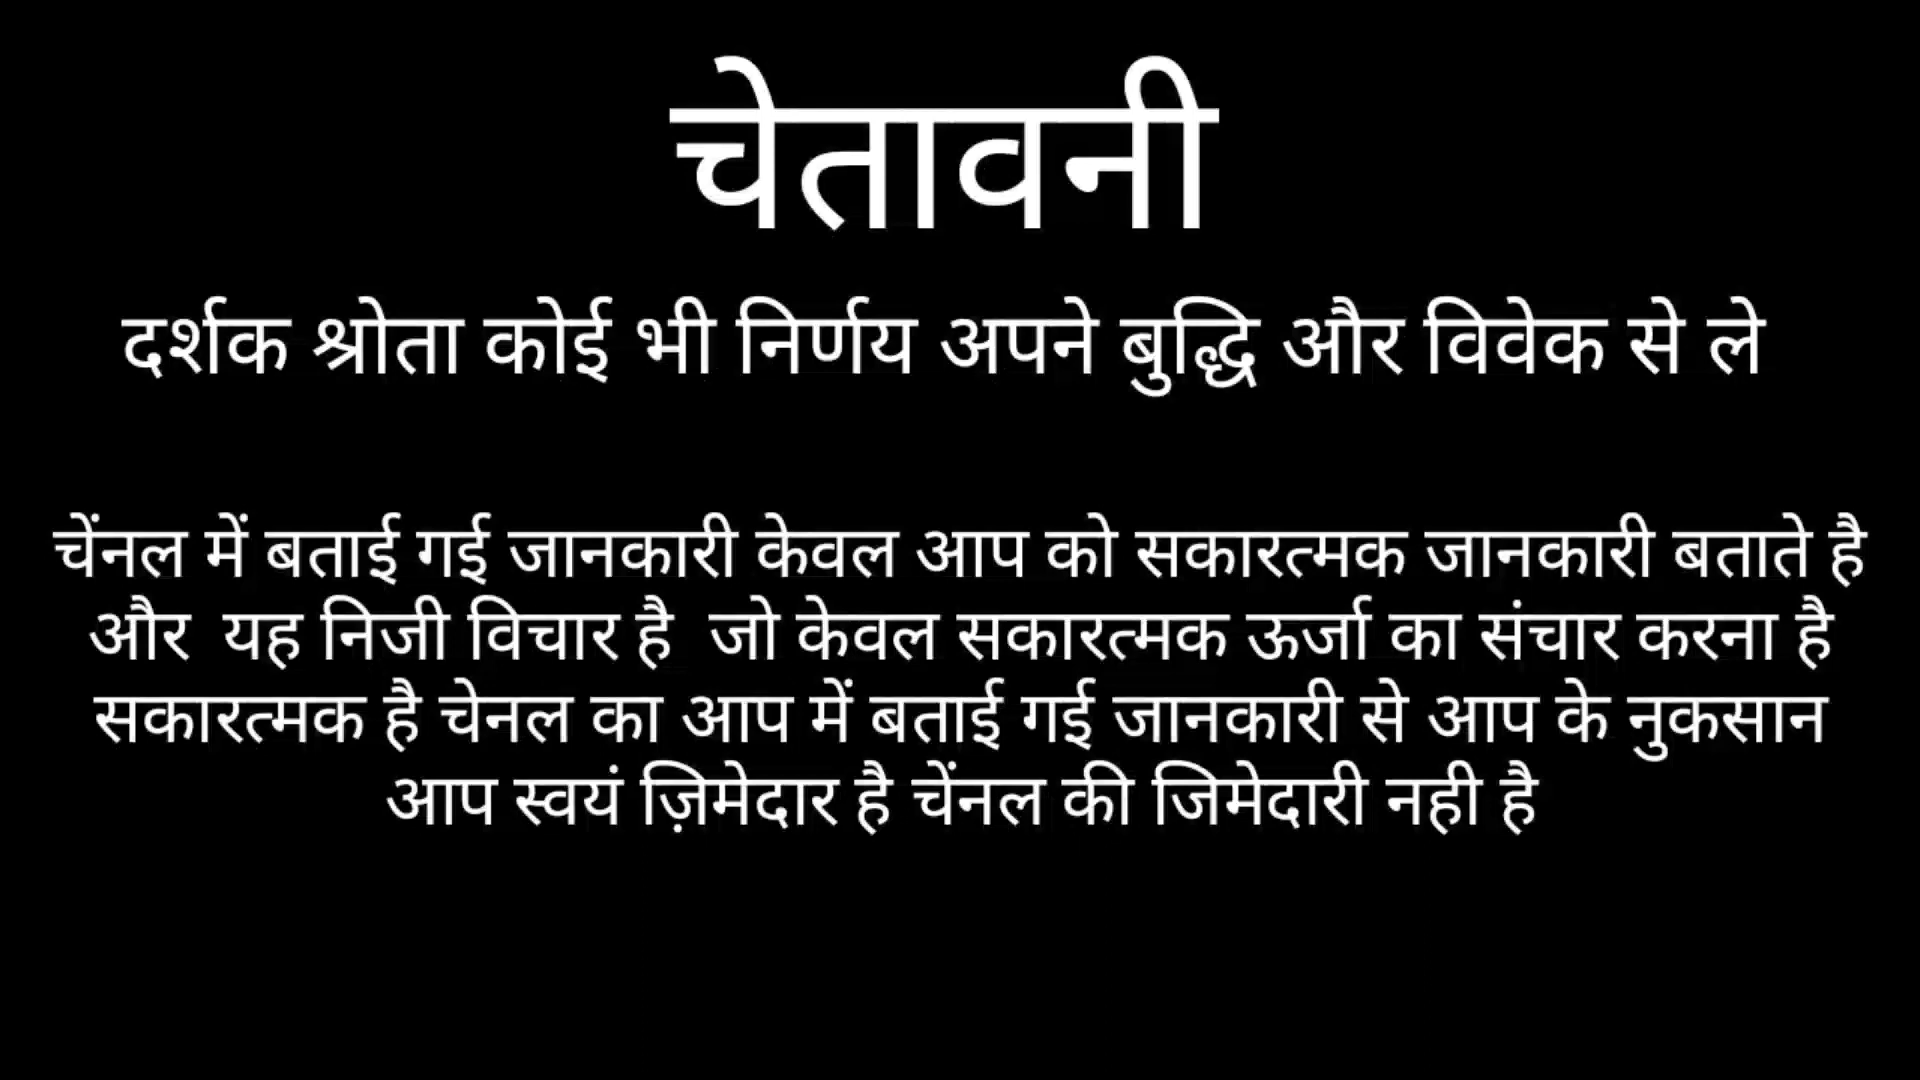 चेतावनी
दर्शक श्रोता कोई भी निर्णय अपने बुद्धि और विवेक से ले
चेंनल में बताई गई जानकारी केवल आप को सकारत्मक जानकारी बताते है
और यह निजी विचार है जो केवल सकारत्मक ऊर्जा का संचार करना है
सकारत्मक है चेनल का आप में बताई गई जानकारी से आप के नुकसान
आप स्वयं ज़िमेदार है चेंनल की जिमेदारी नही है